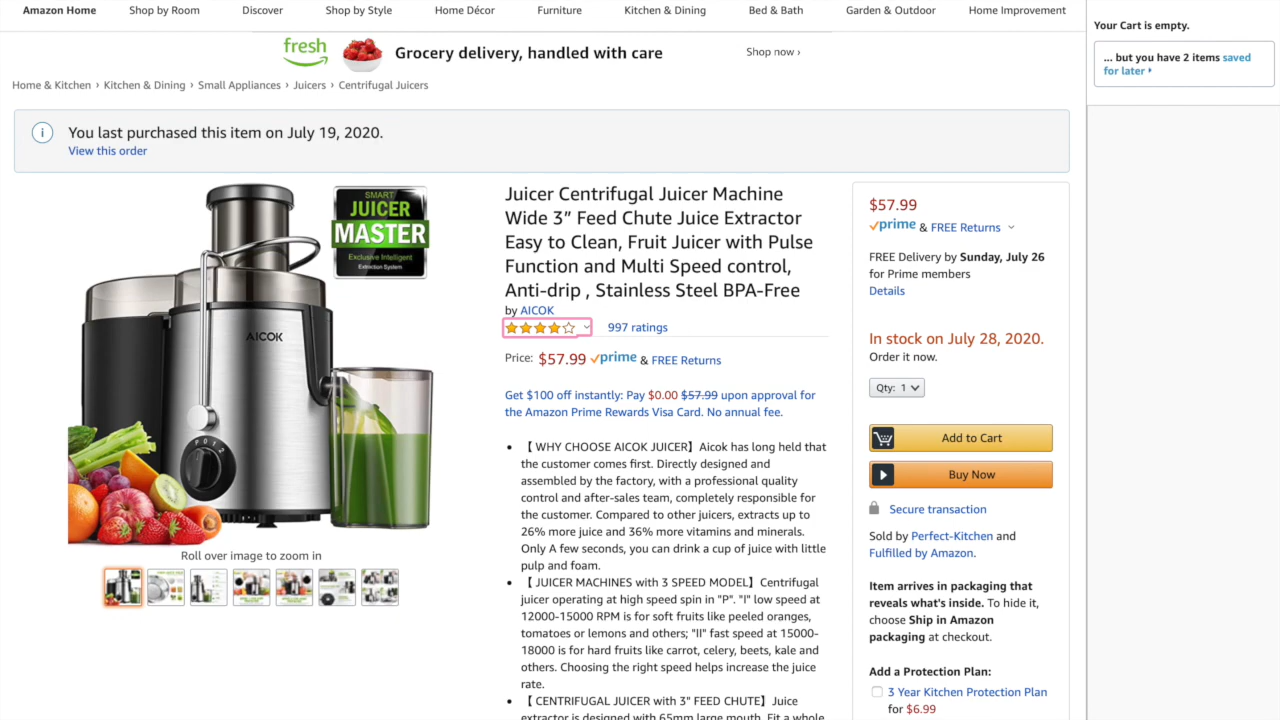 Amazon Home Shop by Room Discover Shop by Style Home Décor Furniture Kitchen & Dining Bed & Bath Garden & Outdoor Home Improvement
fresh Grocery delivery, handled with care Shop now ›
Home & Kitchen › Kitchen & Dining › Small Appliances › Juicers › Centrifugal Juicers
i You last purchased this item on July 19, 2020.
View this order
SMART
JUICER
MASTER
Exclusive Intelligent
Extraction System
AICOK
P 0 1 2
Roll over image to zoom in
Juicer Centrifugal Juicer Machine
Wide 3” Feed Chute Juice Extractor
Easy to Clean, Fruit Juicer with Pulse
Function and Multi Speed control,
Anti-drip , Stainless Steel BPA-Free
by AICOK
997 ratings
Price: $57.99 prime & FREE Returns
Get $100 off instantly: Pay $0.00 $57.99 upon approval for
the Amazon Prime Rewards Visa Card. No annual fee.
• 【 WHY CHOOSE AICOK JUICER】Aicok has long held that
the customer comes first. Directly designed and
assembled by the factory, with a professional quality
control and after-sales team, completely responsible for
the customer. Compared to other juicers, extracts up to
26% more juice and 36% more vitamins and minerals.
Only A few seconds, you can drink a cup of juice with little
pulp and foam.
• 【 JUICER MACHINES with 3 SPEED MODEL】Centrifugal
juicer operating at high speed spin in "P". "I" low speed at
12000-15000 RPM is for soft fruits like peeled oranges,
tomatoes or lemons and others; "II" fast speed at 15000-
18000 is for hard fruits like carrot, celery, beets, kale and
others. Choosing the right speed helps increase the juice
rate.
• 【 CENTRIFUGAL JUICER with 3" FEED CHUTE】Juice
extractor is designed with 65mm large mouth. Fit a whole
$57.99
prime & FREE Returns
FREE Delivery by Sunday, July 26
for Prime members
Details
In stock on July 28, 2020.
Order it now.
Qty: 1
Add to Cart
Buy Now
Secure transaction
Sold by Perfect-Kitchen and
Fulfilled by Amazon.
Item arrives in packaging that
reveals what's inside. To hide it,
choose Ship in Amazon
packaging at checkout.
Add a Protection Plan:
3 Year Kitchen Protection Plan
for $6.99
Your Cart is empty.
... but you have 2 items saved
for later